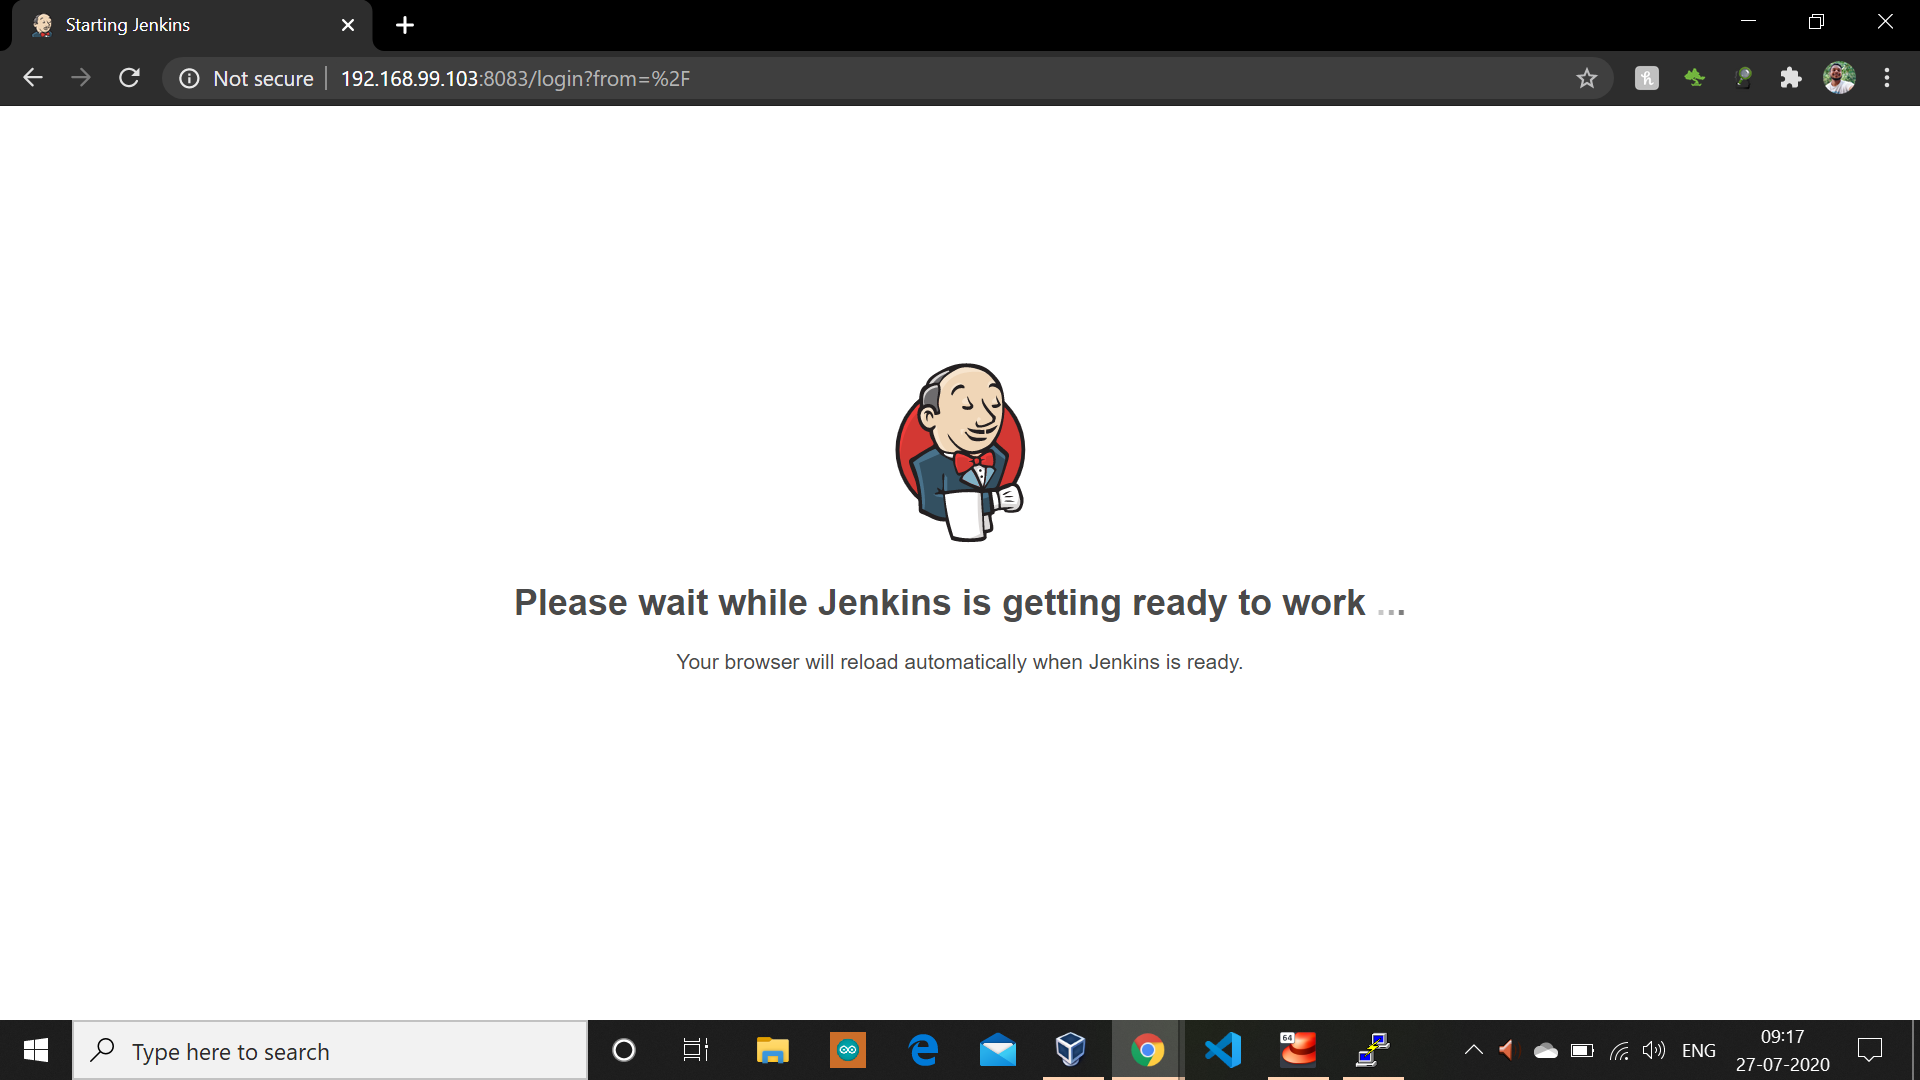 Starting Jenkins
Not secure
192.168.99.103:8083/login?from=%2F
Please wait while Jenkins is getting ready to work ...
Your browser will reload automatically when Jenkins is ready.
Type here to search
64
ENG
09:17
27-07-2020